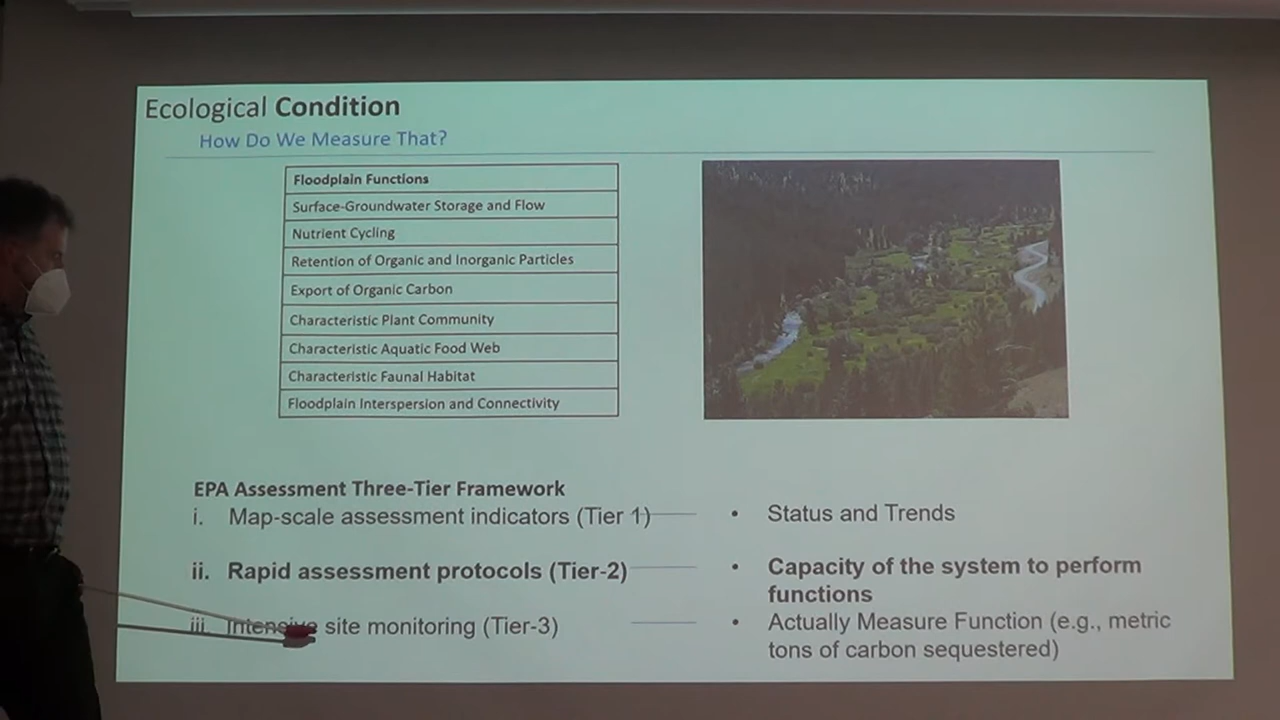 Ecological Condition
How Do We Measure That?
Floodplain Functions
Surface-Groundwater Storage and Flow
Nutrient Cycling
Retention of Organic and Inorganic Particles
Export of Organic Carbon
Characteristic Plant Community
Characteristic Aquatic Food Web
Characteristic Faunal Habitat
Floodplain Interspersion and Connectivity
EPA Assessment Three-Tier Framework
i. Map-scale assessment indicators (Tier 1)
• Status and Trends
ii. Rapid assessment protocols (Tier-2)
• Capacity of the system to perform
functions
iii. Intensive site monitoring (Tier-3)
• Actually Measure Function (e.g., metric
tons of carbon sequestered)